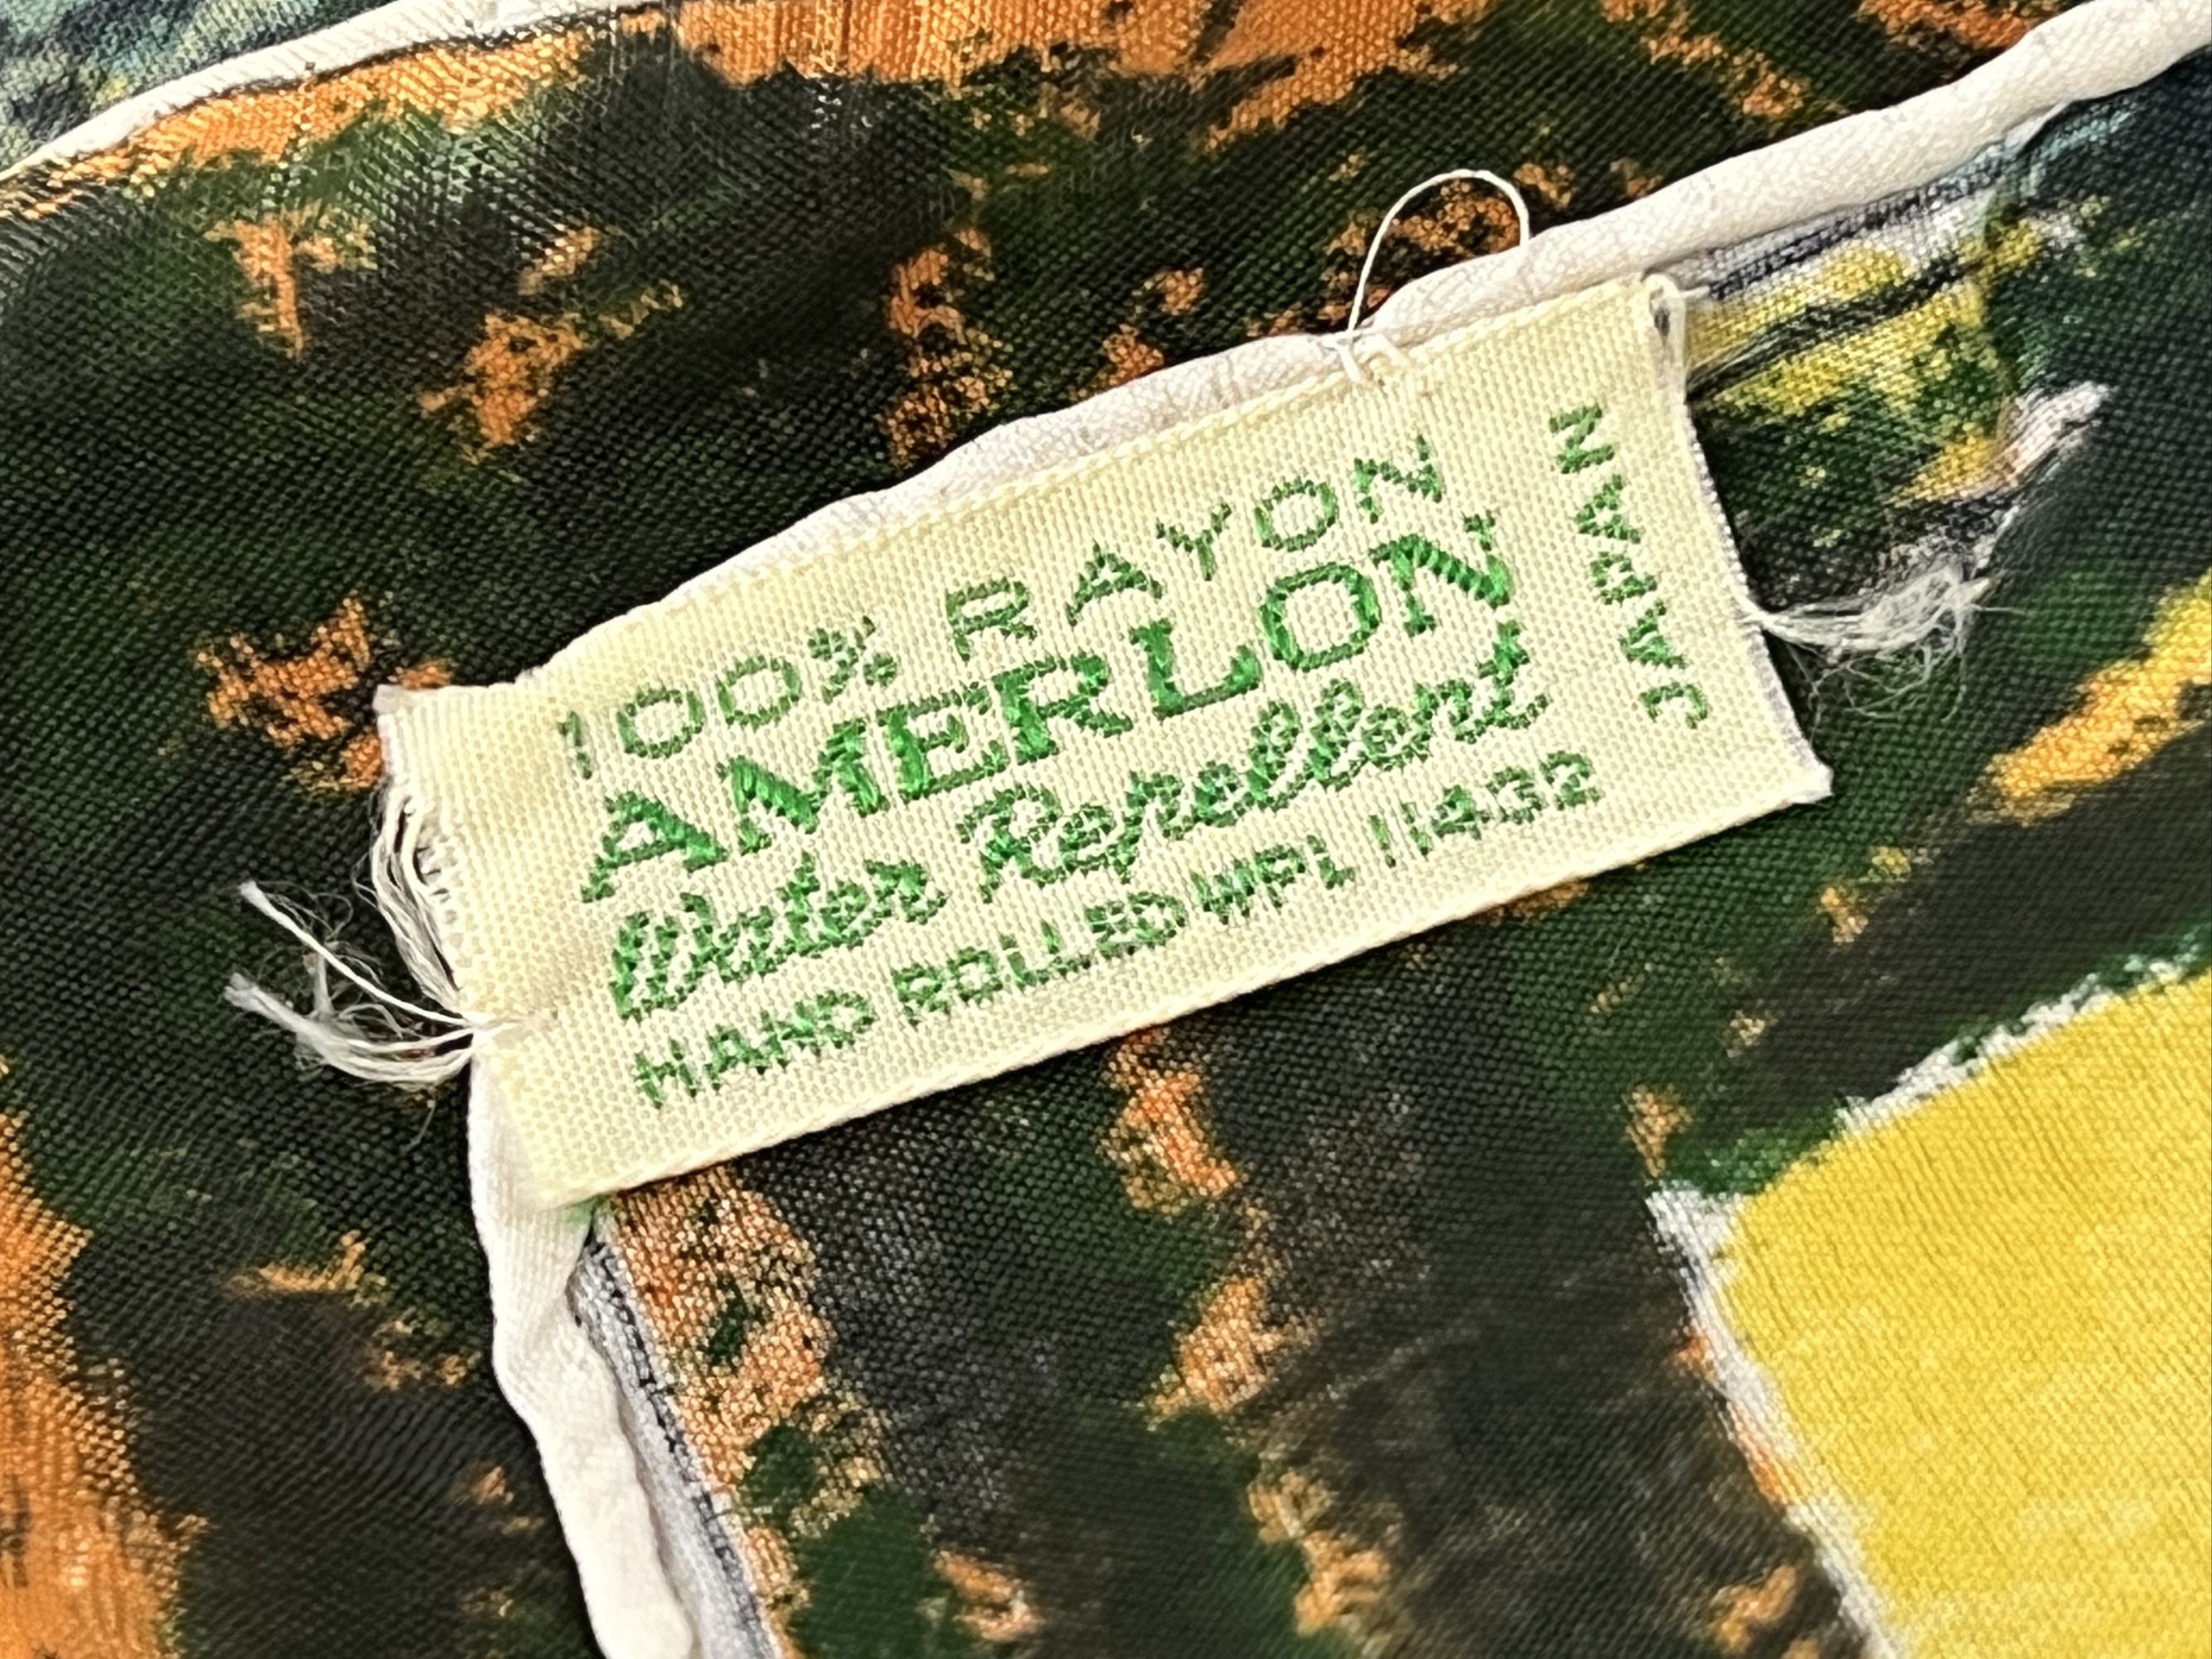 100% RAYON
AMERLON
Water Repellent
HAND ROLLED WPL 11432
JAPAN